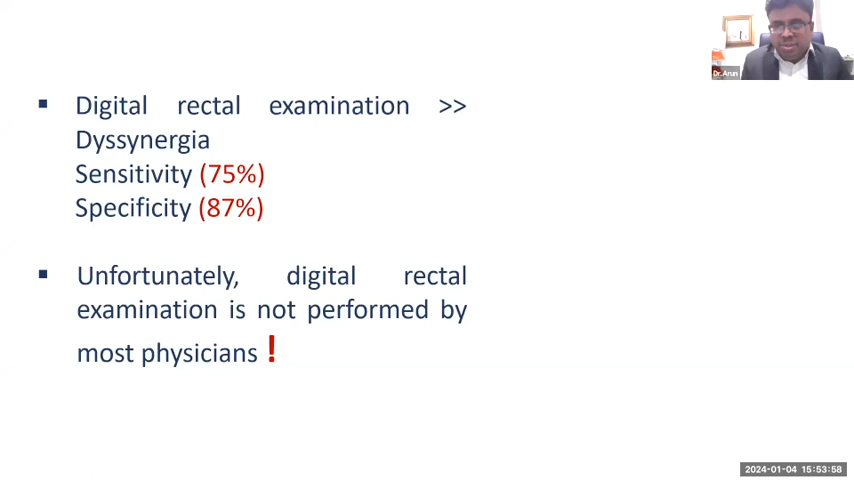 Dr. Arun
▪ Digital rectal examination >>
Dyssynergia
Sensitivity (75%)
Specificity (87%)
▪ Unfortunately, digital rectal
examination is not performed by
most physicians !
2024-01-04 15:53:58